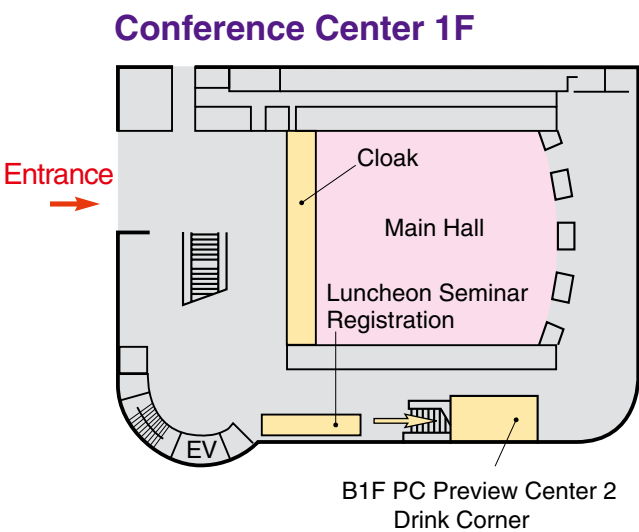 Conference Center 1F
Entrance
Cloak
Main Hall
Luncheon Seminar
Registration
EV
B1F PC Preview Center 2
Drink Corner